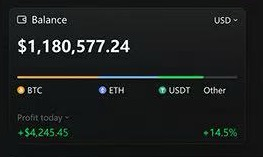 Balance USD
$1,180,577.24
BTC ETH USDT Other
Profit today
+$4,245.45 +14.5%